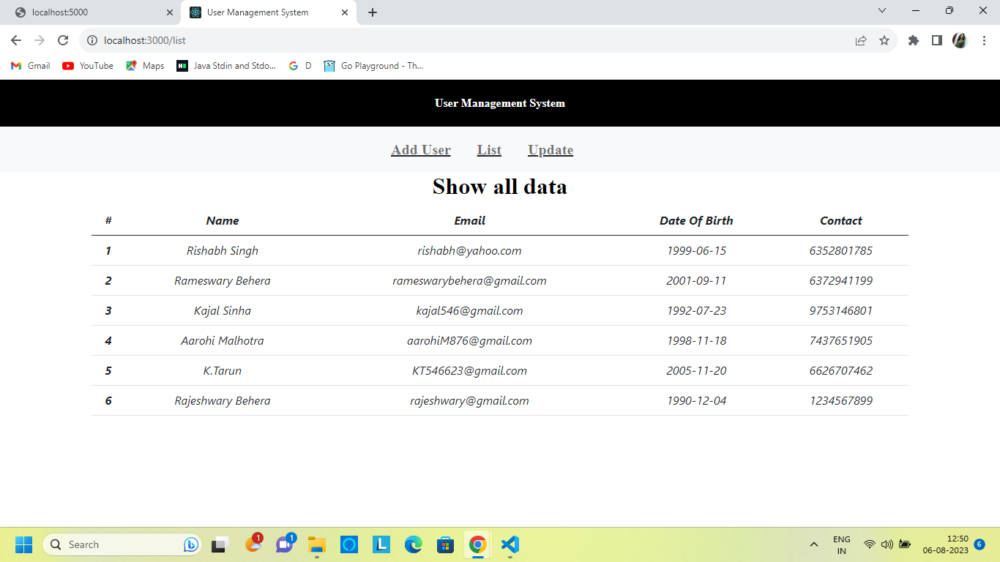 localhost:5000
User Management System
localhost:3000/list
Gmail
YouTube
Maps
Java Stdin and Stdo...
D
Go Playground - Th...
User Management System
Add User List Update
Show all data
# Name Email Date Of Birth Contact
1 Rishabh Singh rishabh@yahoo.com 1999-06-15 6352801785
2 Rameswary Behera rameswarybehera@gmail.com 2001-09-11 6372941199
3 Kajal Sinha kajal546@gmail.com 1992-07-23 9753146801
4 Aarohi Malhotra aarohiM876@gmail.com 1998-11-18 7437651905
5 K.Tarun KT546623@gmail.com 2005-11-20 6626707462
6 Rajeshwary Behera rajeshwary@gmail.com 1990-12-04 1234567899
Search
1
1
L
ENG
IN
12:50
06-08-2023
6